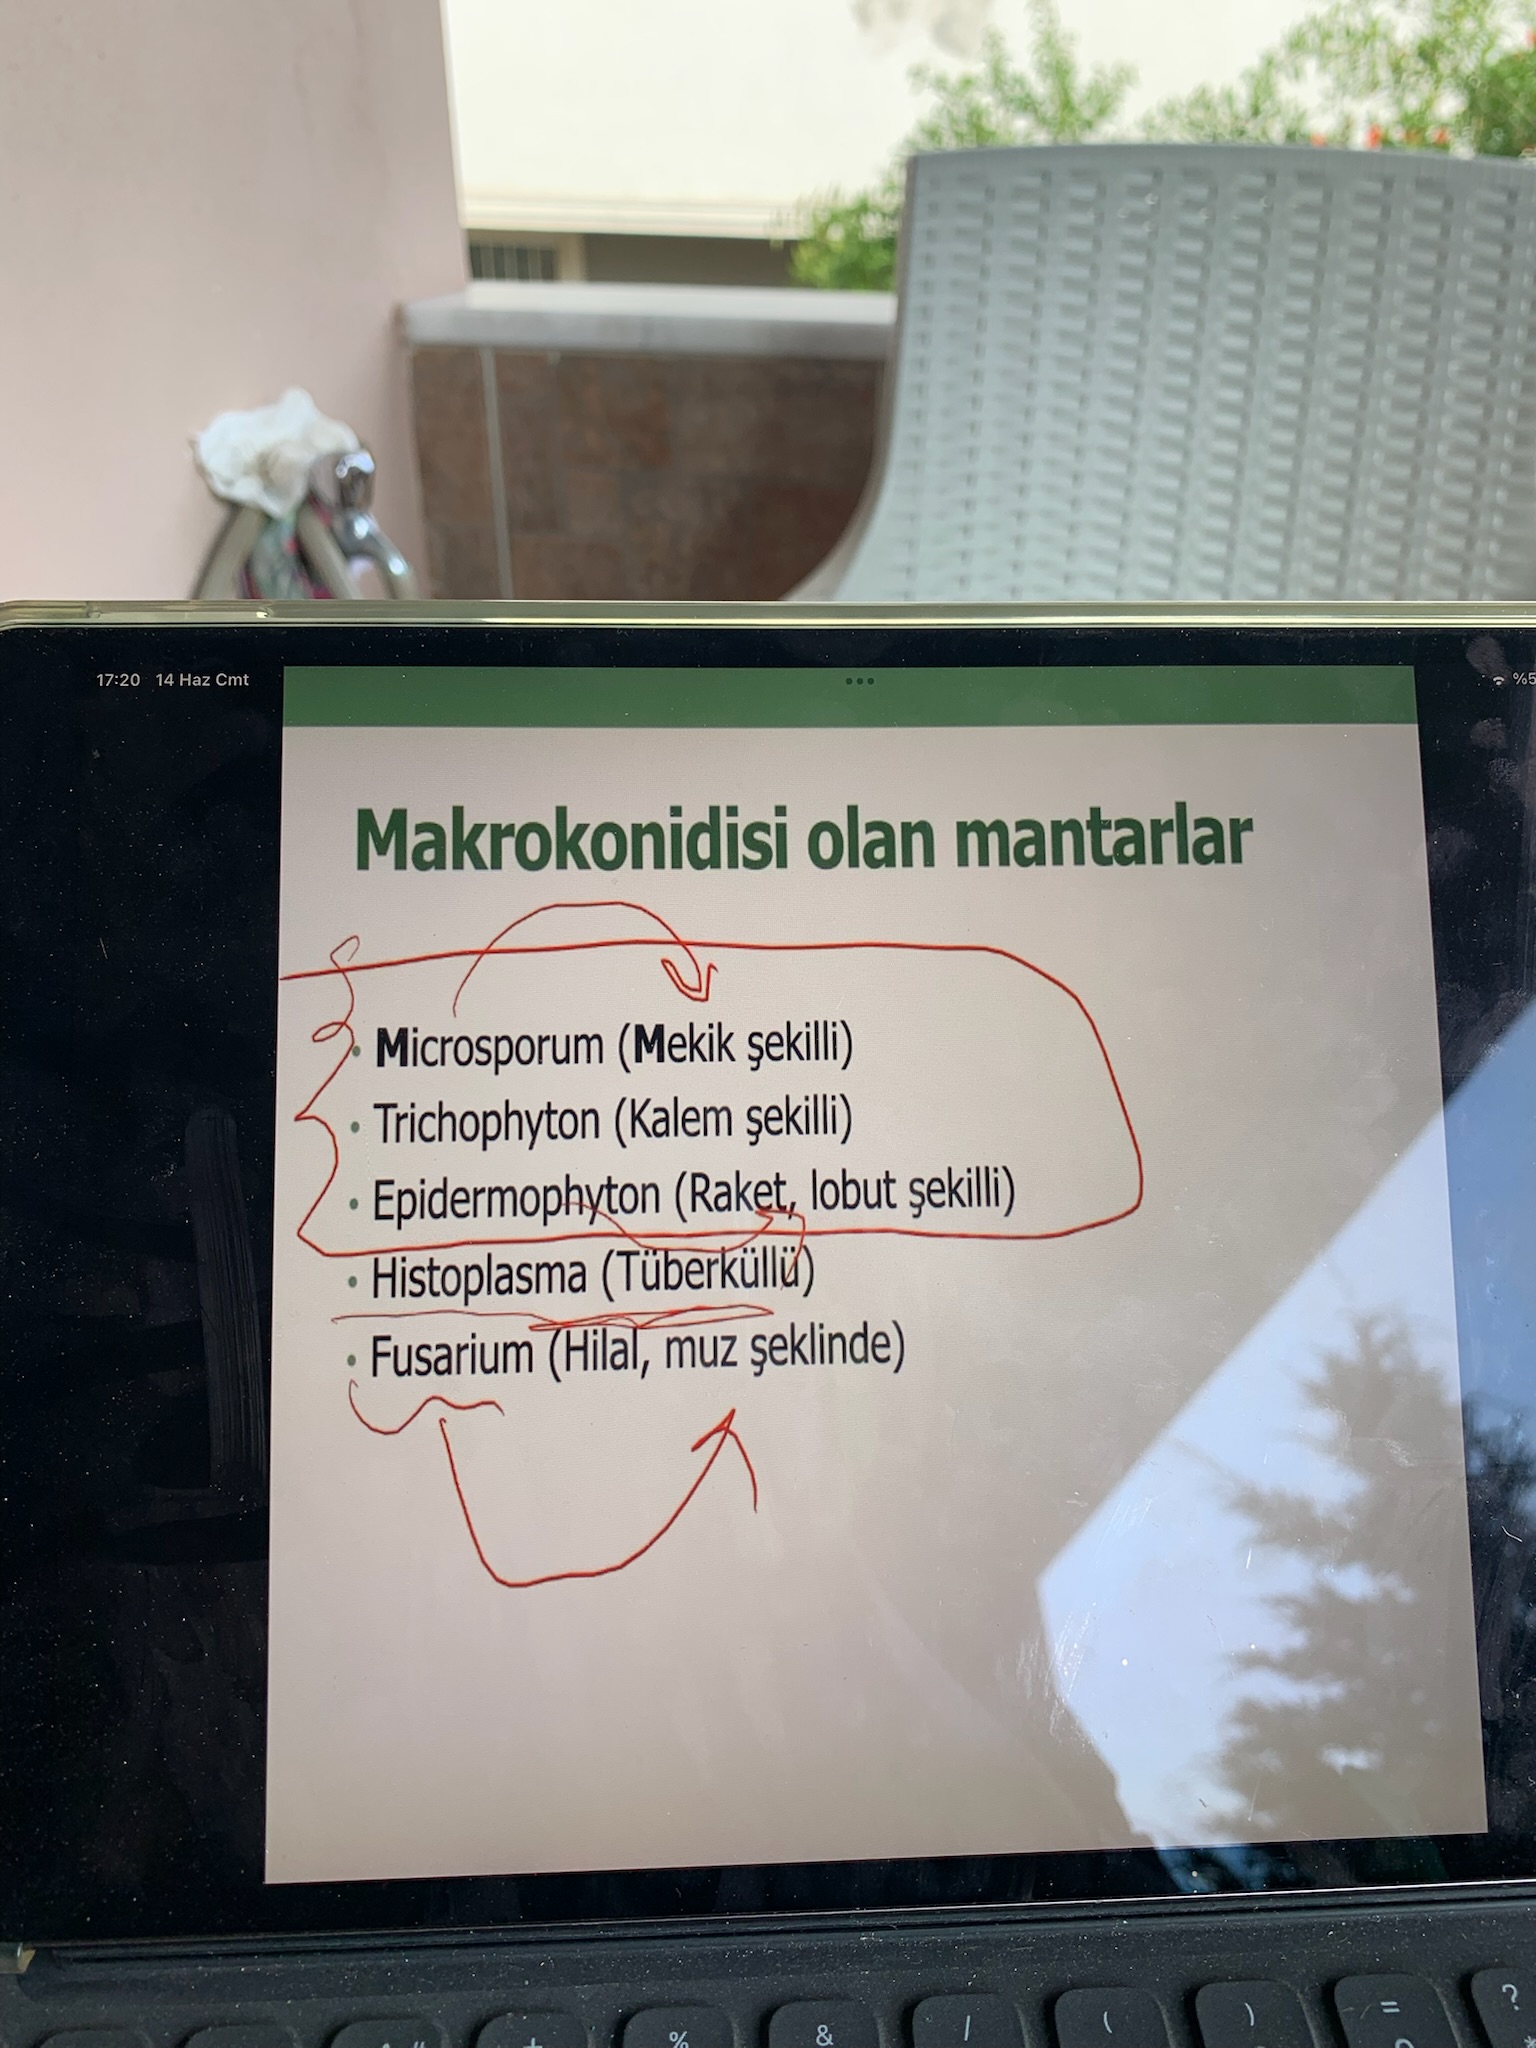 17:20 14 Haz Cmt
%5
Makrokonidisi olan mantarlar
• Microsporum (Mekik şekilli)
• Trichophyton (Kalem şekilli)
• Epidermophyton (Raket, lobut şekilli)
• Histoplasma (Tüberküllü)
• Fusarium (Hilal, muz şeklinde)
+ % & / ( ) = ?